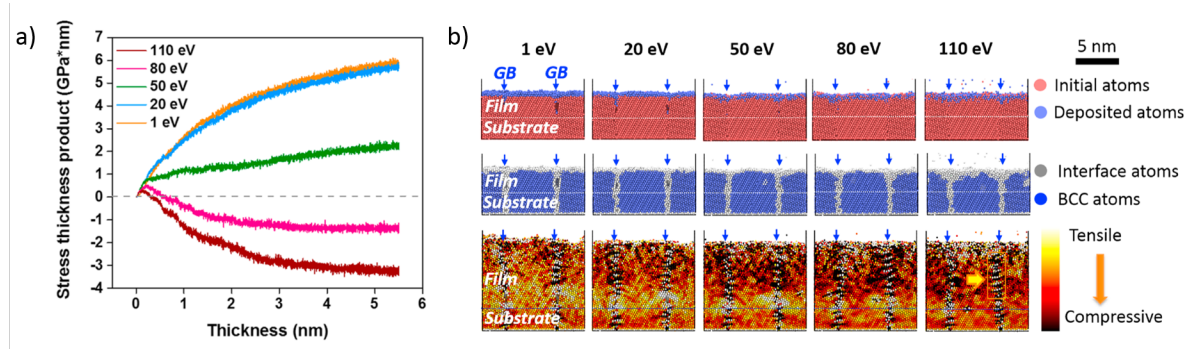 a)
Stress thickness product (GPa*nm)
7
6
5
4
3
2
1
0
-1
-2
-3
-4
110 eV
80 eV
50 eV
20 eV
1 eV
0 1 2 3 4 5 6
Thickness (nm)
b)
1 eV 20 eV 50 eV 80 eV 110 eV 5 nm
GB GB
Film
Substrate
Initial atoms
Deposited atoms
Film
Substrate
Interface atoms
BCC atoms
Film
Substrate
Tensile
Compressive